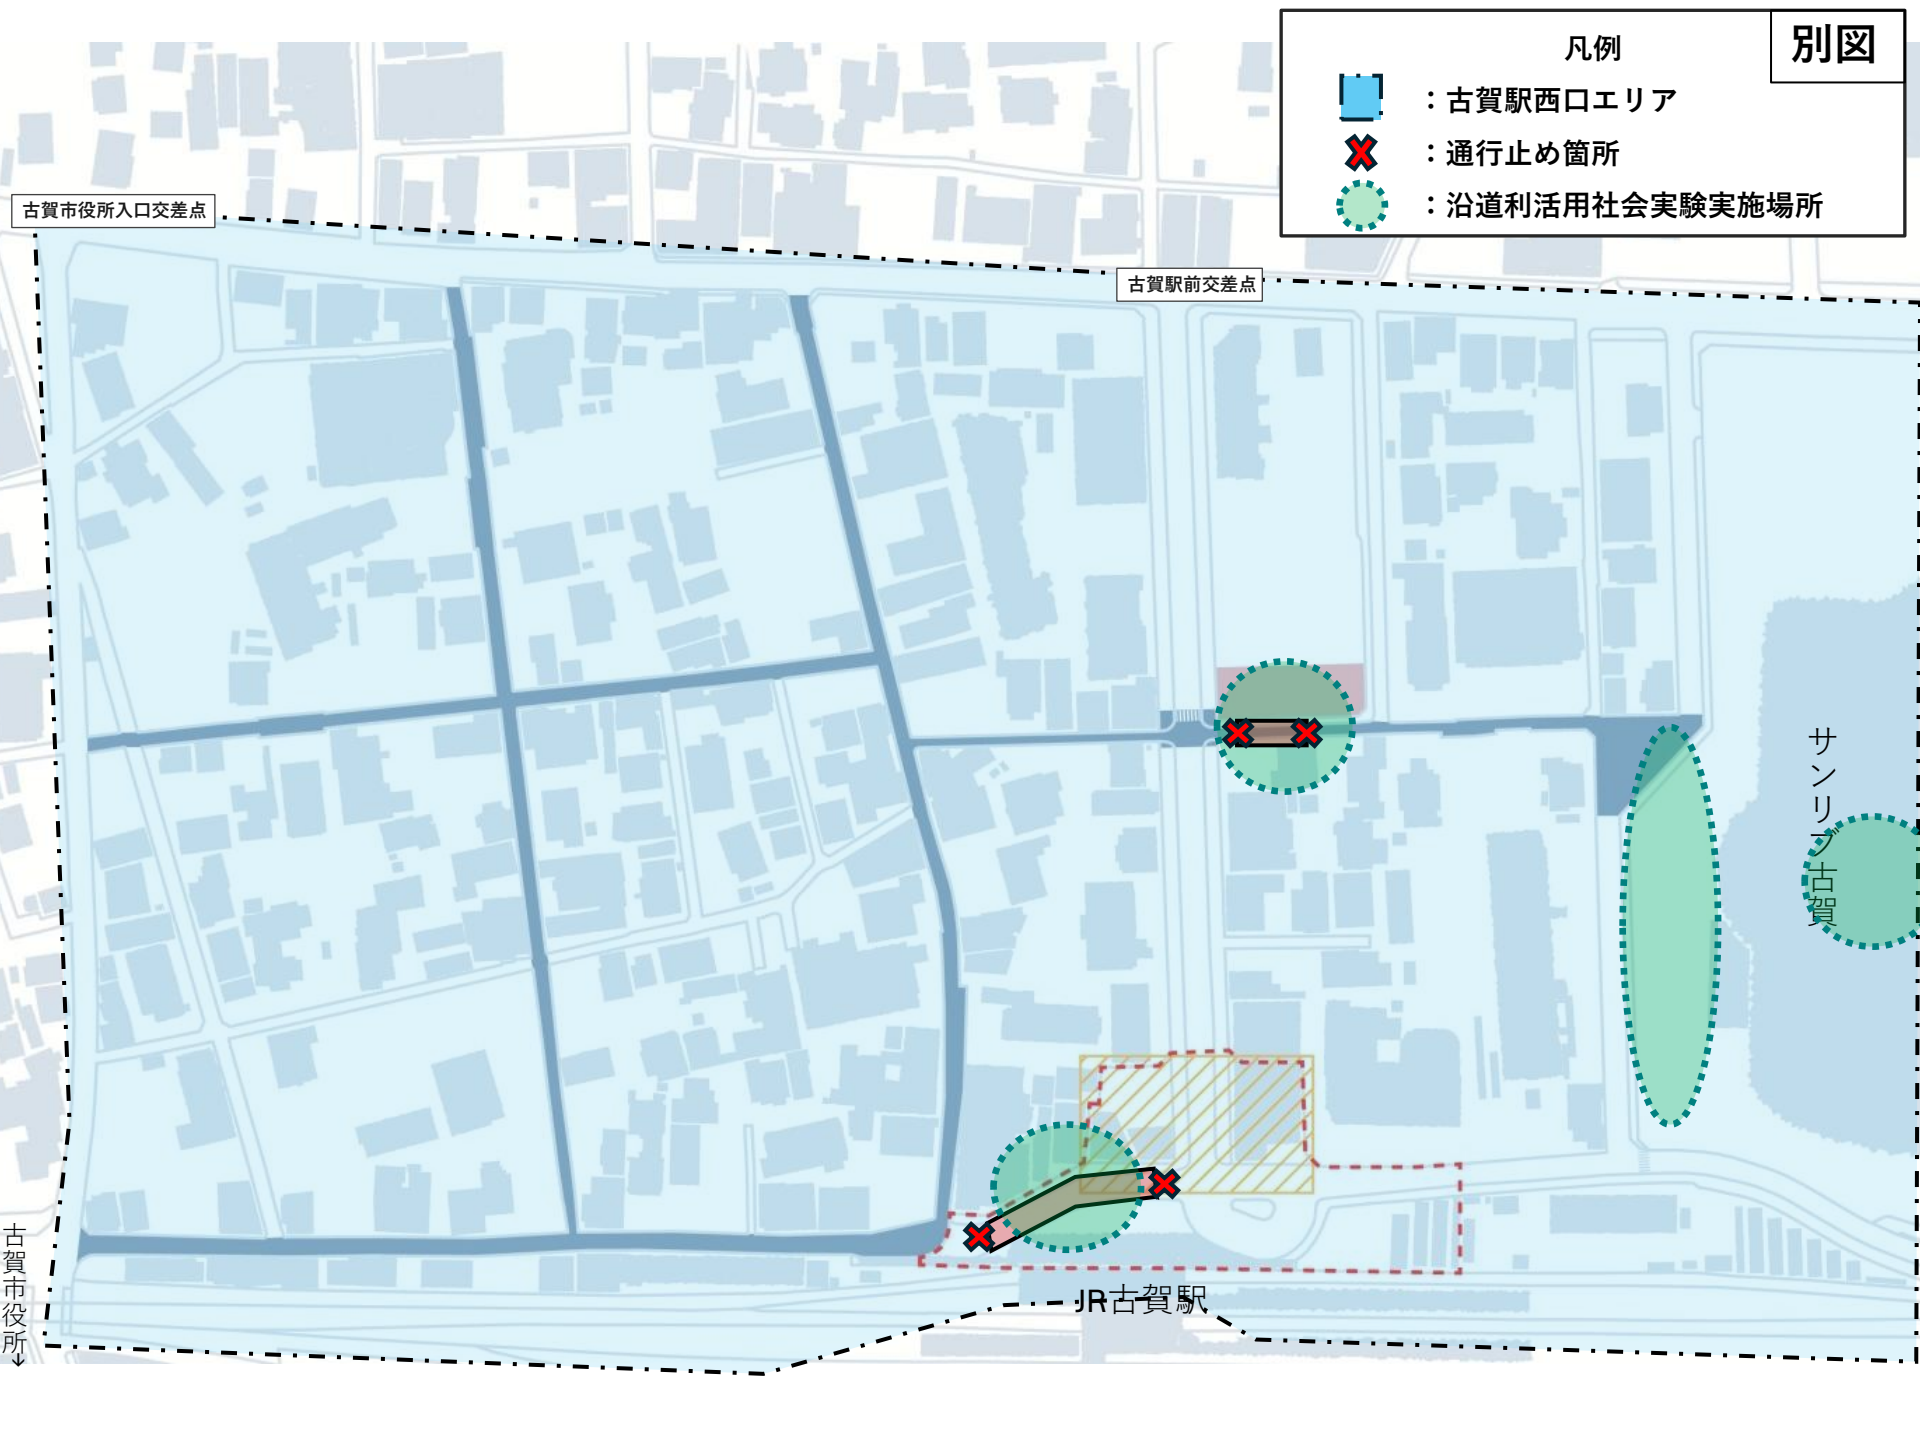 別図
凡例
：古賀駅西口エリア
：通行止め箇所
：沿道利活用社会実験実施場所
古賀市役所入口交差点
古賀駅前交差点
サンリブ古賀
古賀市役所↓
JR古賀駅